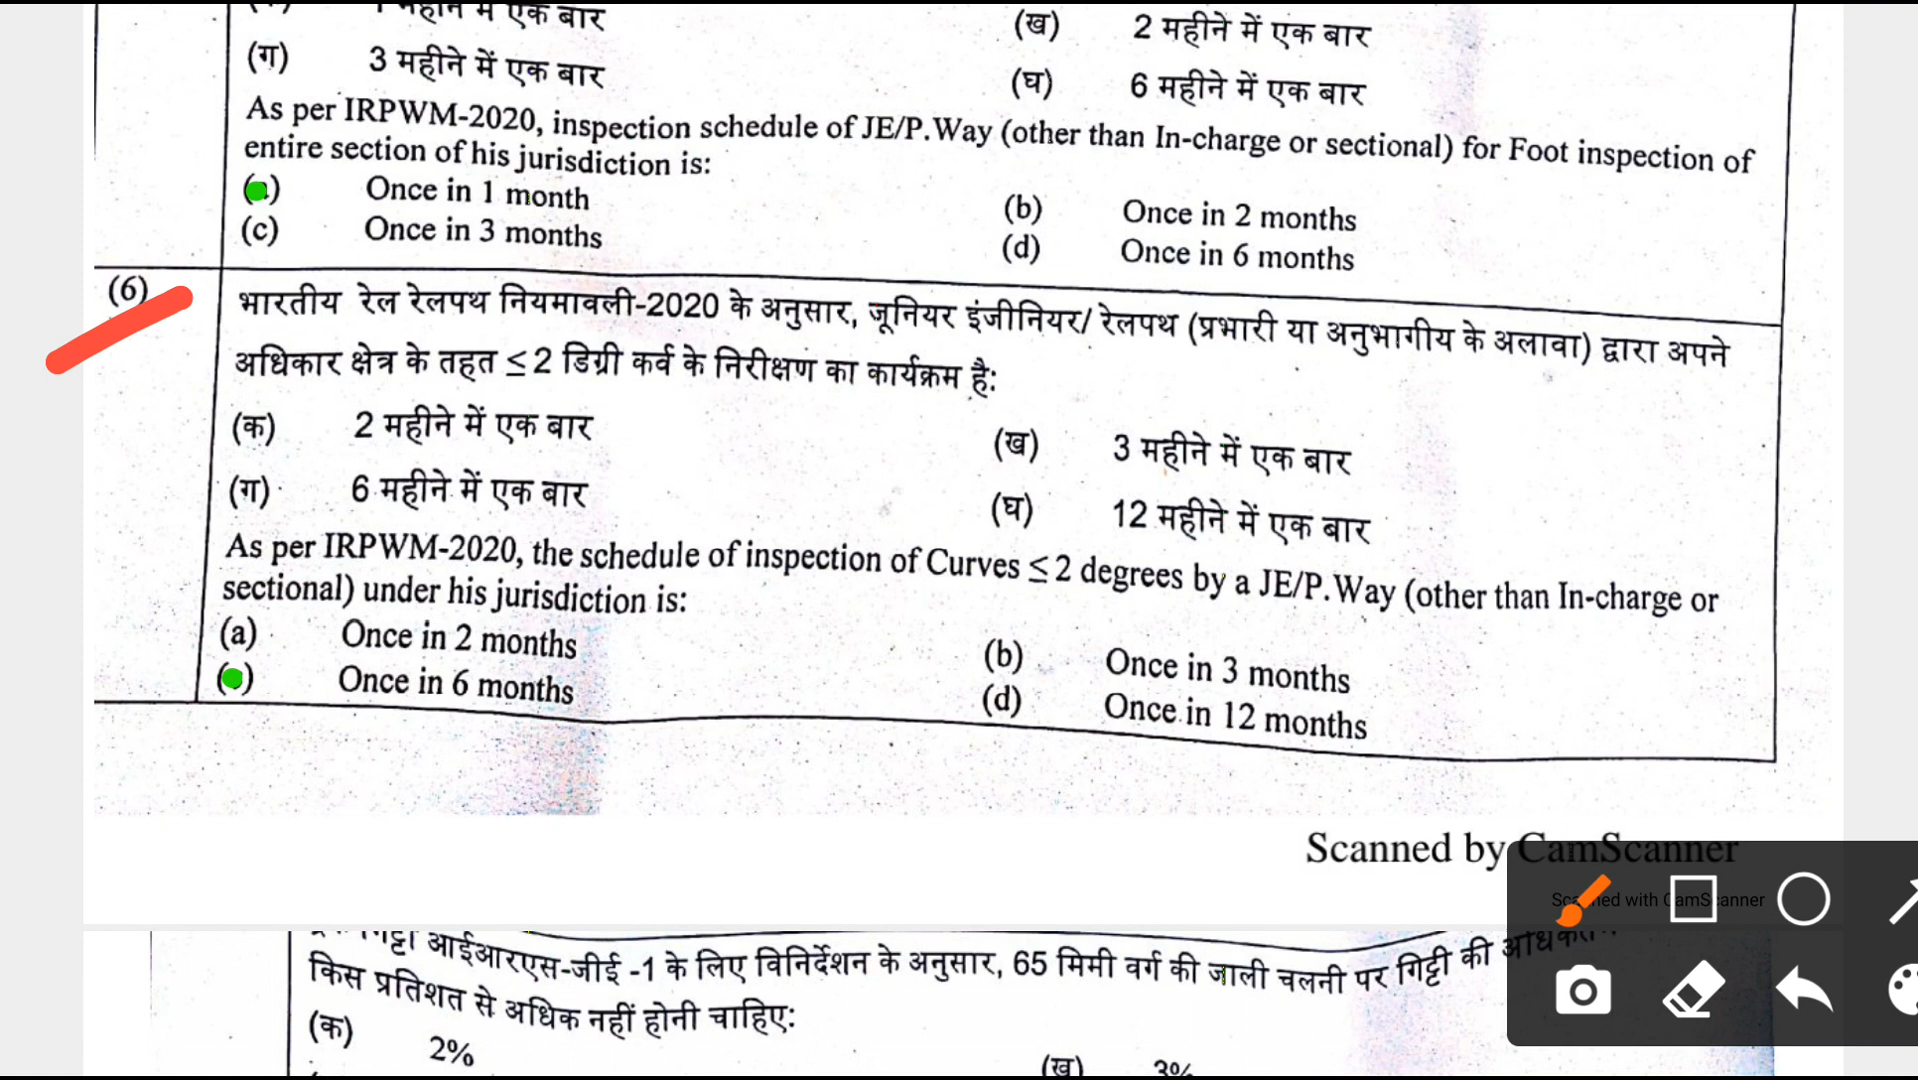 1 महीने में एक बार
(ख) 2 महीने में एक बार
(ग) 3 महीने में एक बार
(घ) 6 महीने में एक बार
As per IRPWM-2020, inspection schedule of JE/P.Way (other than In-charge or sectional) for Foot inspection of
entire section of his jurisdiction is:
Once in 1 month
(b) Once in 2 months
(c) Once in 3 months
(d) Once in 6 months
(6)
भारतीय रेल रेलपथ नियमावली-2020 के अनुसार, जूनियर इंजीनियर/ रेलपथ (प्रभारी या अनुभागीय के अलावा) द्वारा अपने
अधिकार क्षेत्र के तहत ≤ 2 डिग्री कर्व के निरीक्षण का कार्यक्रम है:
(क) 2 महीने में एक बार
(ख) 3 महीने में एक बार
(ग) 6 महीने में एक बार
(घ) 12 महीने में एक बार
As per IRPWM-2020, the schedule of inspection of Curves ≤ 2 degrees by a JE/P.Way (other than In-charge or
sectional) under his jurisdiction is:
(a) Once in 2 months
(b) Once in 3 months
Once in 6 months
(d) Once in 12 months
Scanned by CamScanner
Scanned with CamScanner
गिट्टी आईआरएस-जीई -1 के लिए विनिर्देशन के अनुसार, 65 मिमी वर्ग की जाली चलनी पर गिट्टी की
किस प्रतिशत से अधिक नहीं होनी चाहिए:
(क) 2%
(ख) 3%